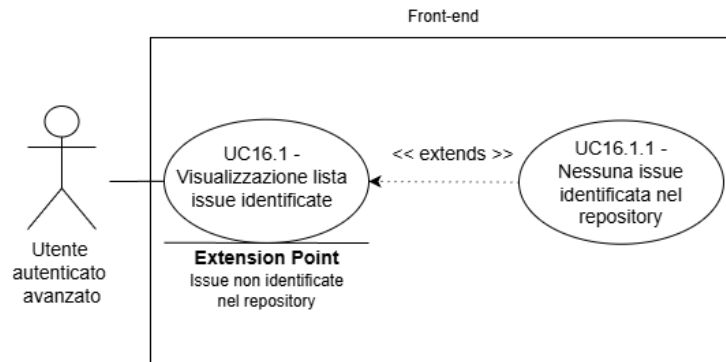 Front-end
UC16.1 -
Visualizzazione lista
issue identificate
<< extends >>
UC16.1.1 -
Nessuna issue
identificata nel
repository
Utente
autenticato
avanzato
Extension Point
Issue non identificate
nel repository